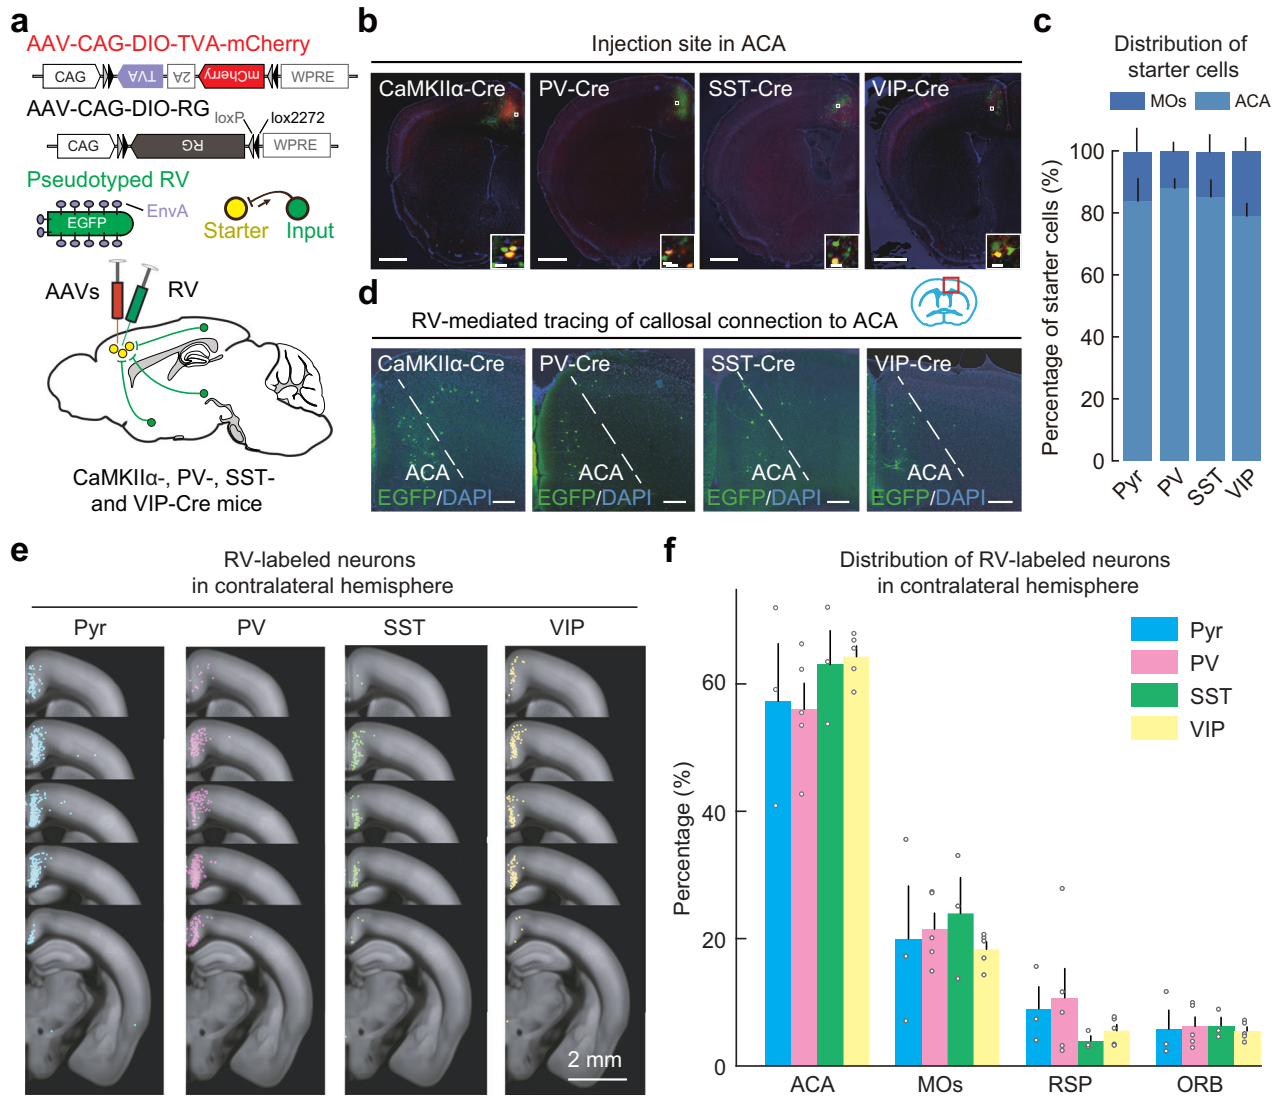 a
AAV-CAG-DIO-TVA-mCherry
CAG
TVA
2A
mCherry
WPRE
AAV-CAG-DIO-RG
loxP
lox2272
CAG
RG
WPRE
Pseudotyped RV
EnvA
EGFP
Starter
Input
AAVs
RV
CaMKIIα-, PV-, SST-
and VIP-Cre mice
b
Injection site in ACA
CaMKIIα-Cre
PV-Cre
SST-Cre
VIP-Cre
c
Distribution of
starter cells
MOs
ACA
Percentage of starter cells (%)
100
80
60
40
20
0
Pyr
PV
SST
VIP
d
RV-mediated tracing of callosal connection to ACA
CaMKIIα-Cre
PV-Cre
SST-Cre
VIP-Cre
ACA
ACA
ACA
ACA
EGFP/DAPI
EGFP/DAPI
EGFP/DAPI
EGFP/DAPI
e
RV-labeled neurons
in contralateral hemisphere
Pyr
PV
SST
VIP
2 mm
f
Distribution of RV-labeled neurons
in contralateral hemisphere
Pyr
PV
SST
VIP
Percentage (%)
60
40
20
0
ACA
MOs
RSP
ORB